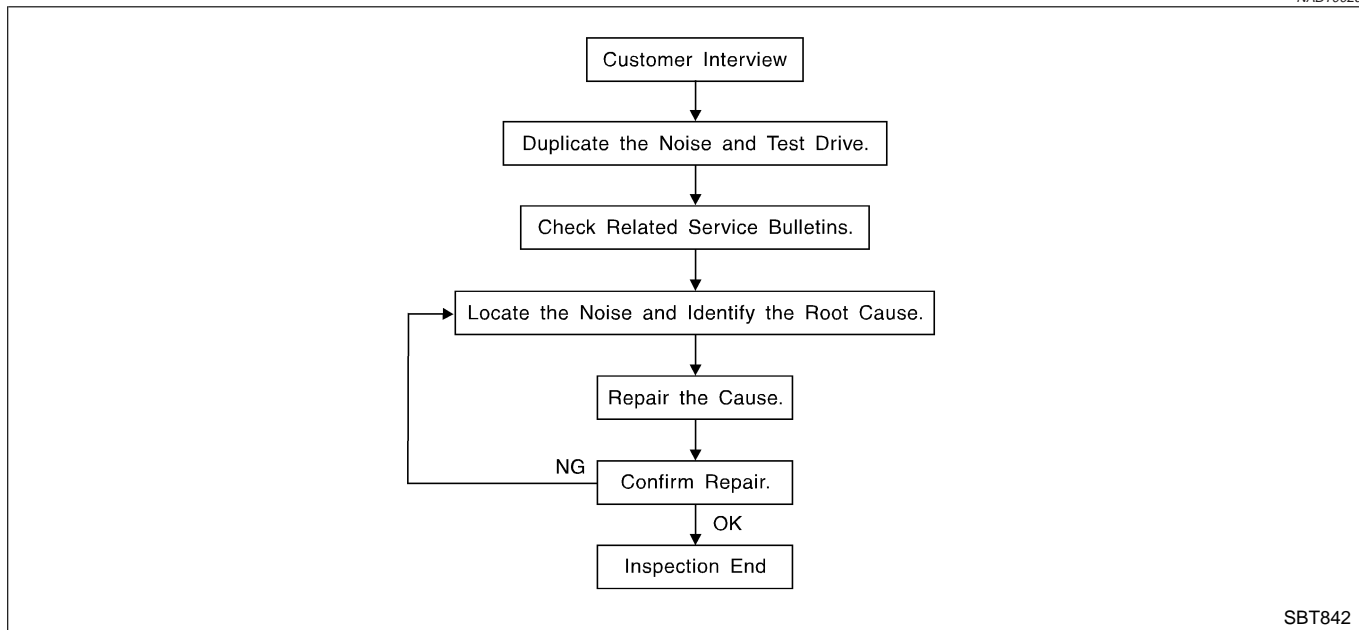 Customer Interview
Duplicate the Noise and Test Drive.
Check Related Service Bulletins.
Locate the Noise and Identify the Root Cause.
Repair the Cause.
NG
Confirm Repair.
OK
Inspection End
SBT842